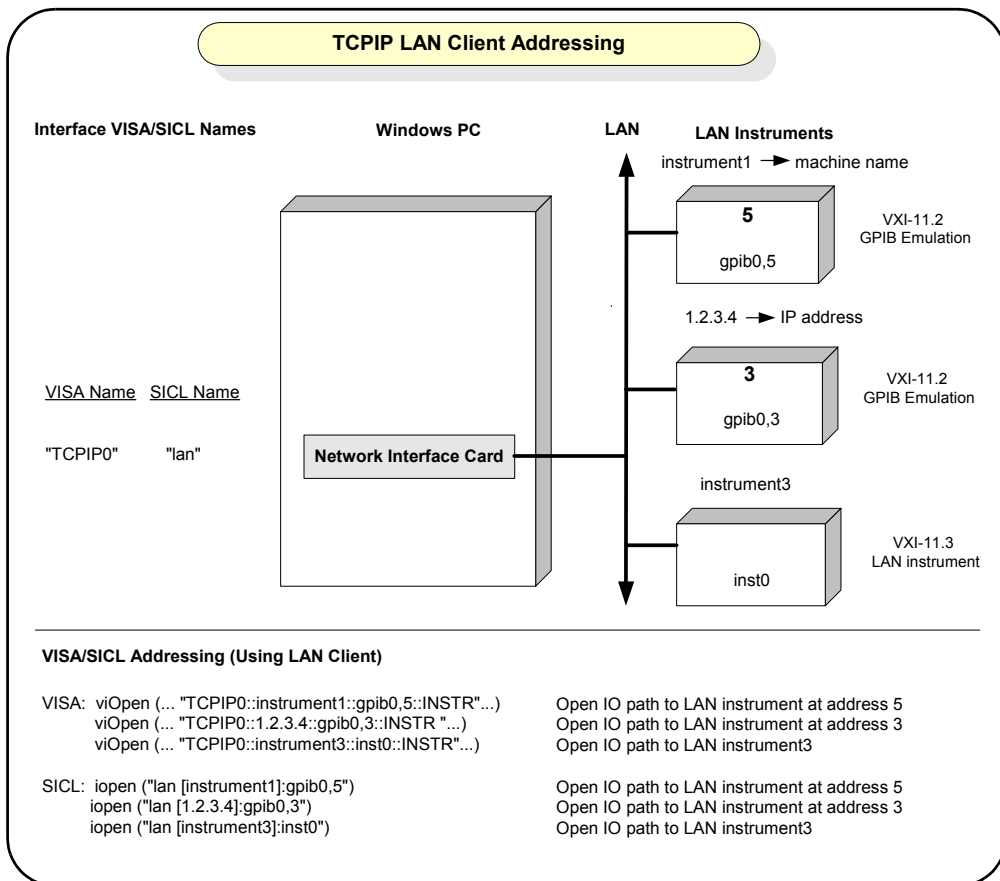 TCPIP LAN Client Addressing
Interface VISA/SICL Names
Windows PC
LAN
LAN Instruments
instrument1 → machine name
5
gpib0,5
VXI-11.2
GPIB Emulation
1.2.3.4 → IP address
3
gpib0,3
VXI-11.2
GPIB Emulation
VISA Name SICL Name
"TCPIP0" "lan"
Network Interface Card
instrument3
inst0
VXI-11.3
LAN instrument
VISA/SICL Addressing (Using LAN Client)
VISA: viOpen (... "TCPIP0::instrument1::gpib0,5::INSTR"...) Open IO path to LAN instrument at address 5
viOpen (... "TCPIP0::1.2.3.4::gpib0,3::INSTR "...) Open IO path to LAN instrument at address 3
viOpen (... "TCPIP0::instrument3::inst0::INSTR"...) Open IO path to LAN instrument3
SICL: iopen ("lan [instrument1]:gpib0,5") Open IO path to LAN instrument at address 5
iopen ("lan [1.2.3.4]:gpib0,3") Open IO path to LAN instrument at address 3
iopen ("lan [instrument3]:inst0") Open IO path to LAN instrument3